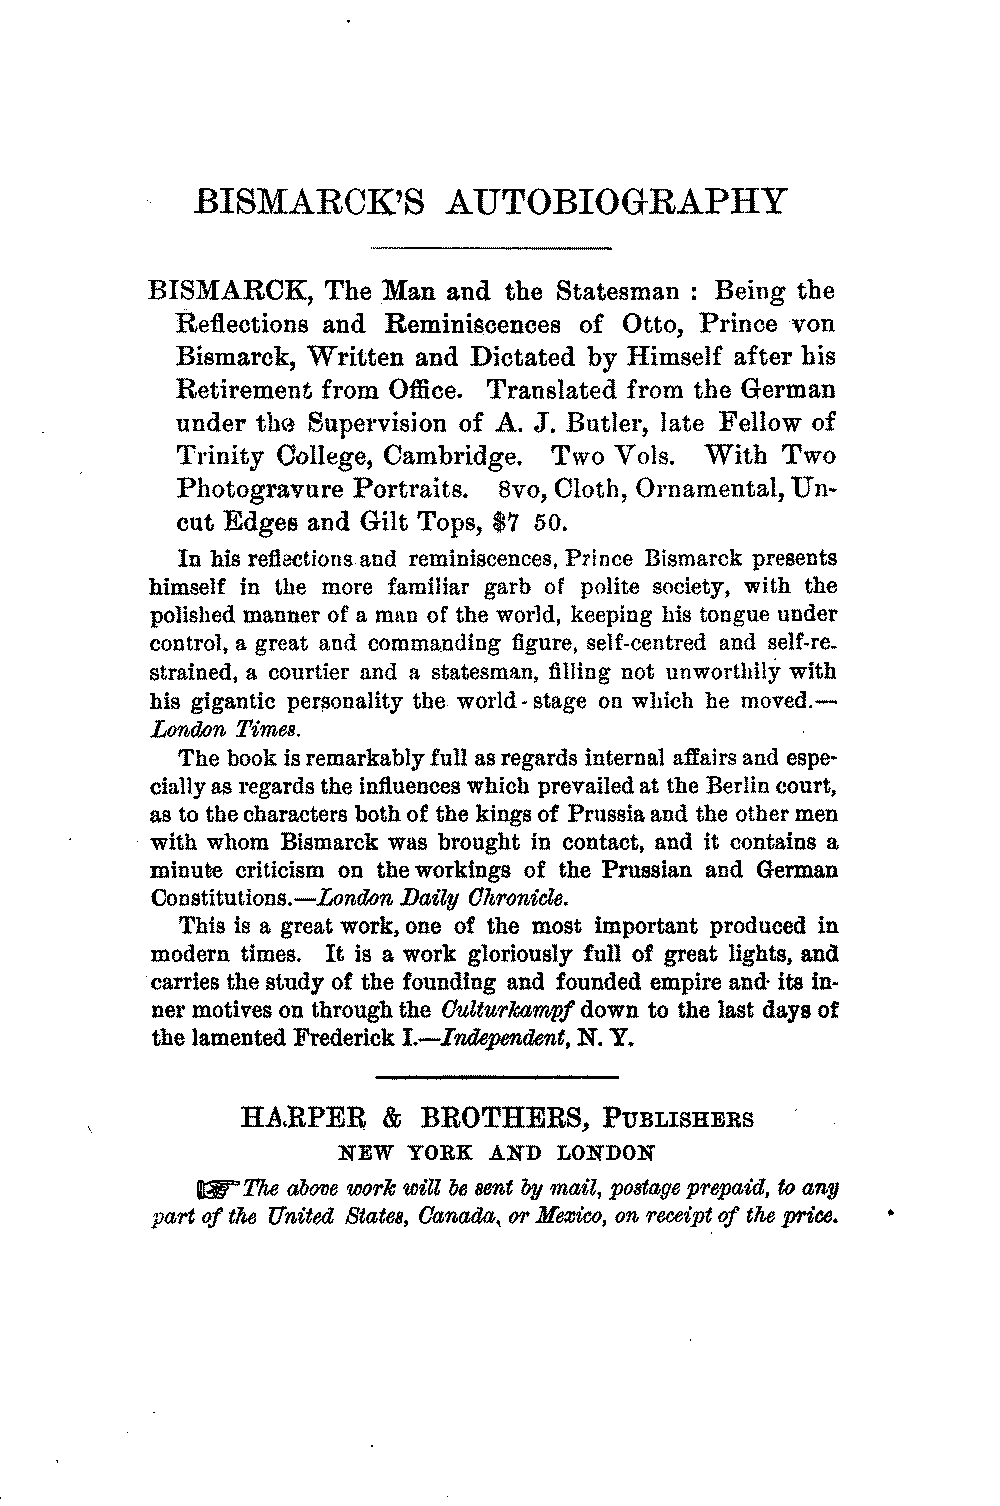 BISMARCK'S AUTOBIOGRAPHY
BISMARCK, The Man and the Statesman : Being the
Reflections and Reminiscences of Otto, Prince von
Bismarck, Written and Dictated by Himself after his
Retirement from Office. Translated from the German
under the Supervision of A. J. Butler, late Fellow of
Trinity College, Cambridge. Two Vols. With Two
Photogravure Portraits. 8vo, Cloth, Ornamental, Un-
cut Edges and Gilt Tops, $7 50.
In his reflections and reminiscences, Prince Bismarck presents
himself in the more familiar garb of polite society, with the
polished manner of a man of the world, keeping his tongue under
control, a great and commanding figure, self-centred and self-re-
strained, a courtier and a statesman, filling not unworthily with
his gigantic personality the world-stage on which he moved.—
London Times.
The book is remarkably full as regards internal affairs and espe-
cially as regards the influences which prevailed at the Berlin court,
as to the characters both of the kings of Prussia and the other men
with whom Bismarck was brought in contact, and it contains a
minute criticism on the workings of the Prussian and German
Constitutions.—London Daily Chronicle.
This is a great work, one of the most important produced in
modern times. It is a work gloriously full of great lights, and
carries the study of the founding and founded empire and its in-
ner motives on through the Culturkampf down to the last days of
the lamented Frederick I.—Independent, N. Y.
HARPER & BROTHERS, PUBLISHERS
NEW YORK AND LONDON
☞ The above work will be sent by mail, postage prepaid, to any
part of the United States, Canada, or Mexico, on receipt of the price.